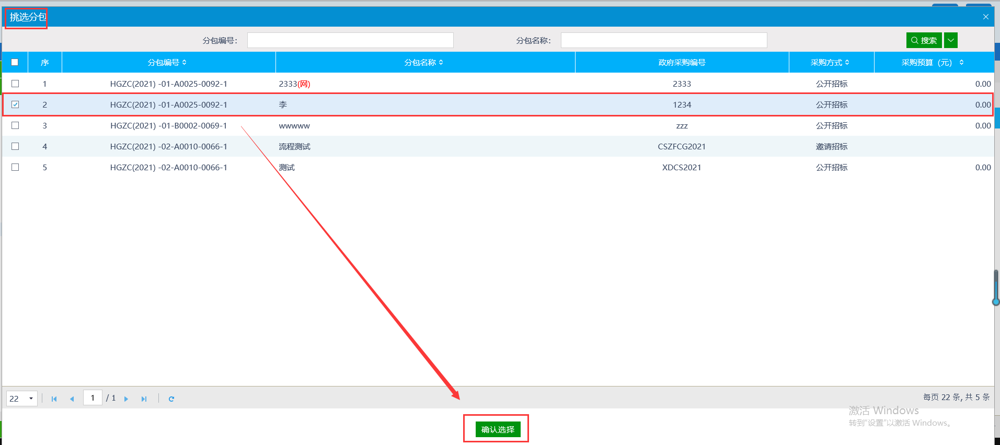 挑选分包
分包编号: 分包名称: 搜索
序 分包编号 分包名称 政府采购编号 采购方式 采购预算（元）
1 HGZC(2021) -01-A0025-0092-1 2333(网) 2333 公开招标 0.00
2 HGZC(2021) -01-A0025-0092-1 李 1234 公开招标 0.00
3 HGZC(2021) -01-B0002-0069-1 wwwww zzz 公开招标 0.00
4 HGZC(2021) -02-A0010-0066-1 流程测试 CSZFCG2021 邀请招标
5 HGZC(2021) -02-A0010-0066-1 测试 XDCS2021 公开招标 0.00
22 1 / 1 每页 22 条, 共 5 条
激活 Windows
转到“设置”以激活 Windows。
确认选择